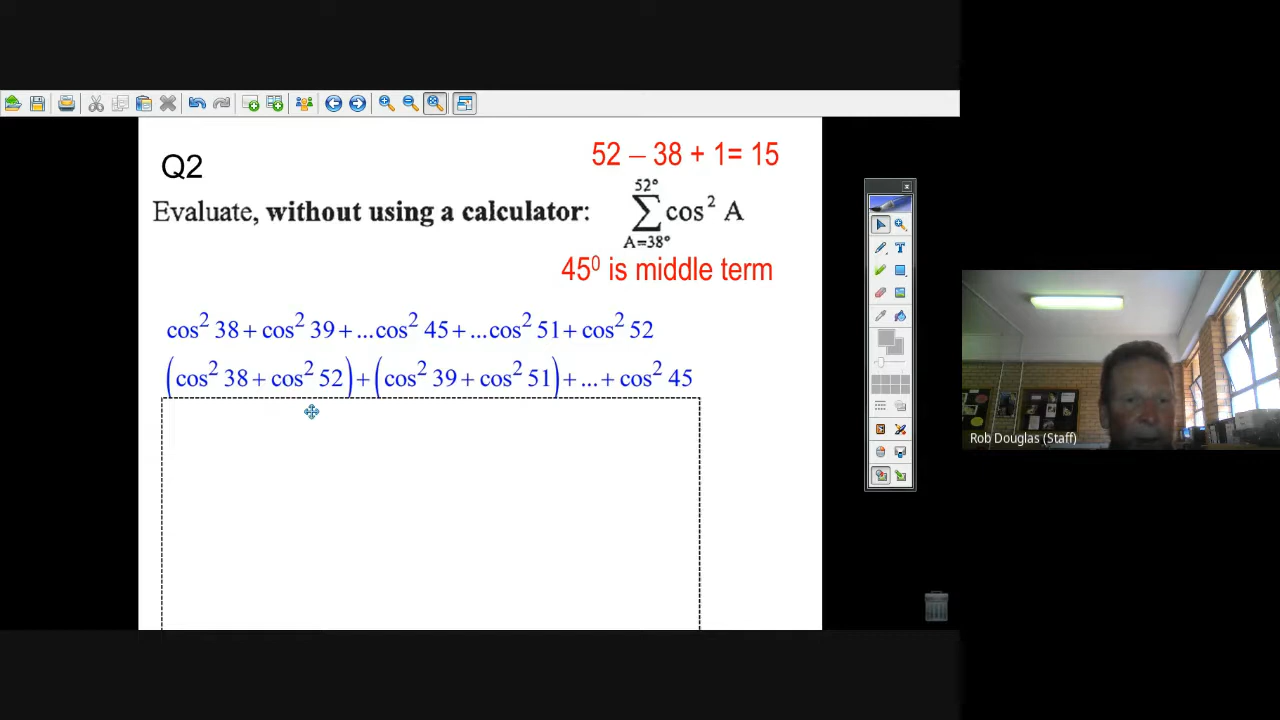 52 – 38 + 1= 15
Q2
Evaluate, without using a calculator: \sum_{A=38°}^{52°} cos² A
45⁰ is middle term
cos² 38 + cos² 39 + ...cos² 45 + ...cos² 51 + cos² 52
(cos² 38 + cos² 52) + (cos² 39 + cos² 51) + ... + cos² 45
Rob Douglas (Staff)